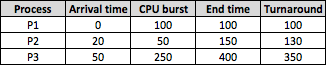 Process Arrival time CPU burst End time Turnaround
P1 0 100 100 100
P2 20 50 150 130
P3 50 250 400 350